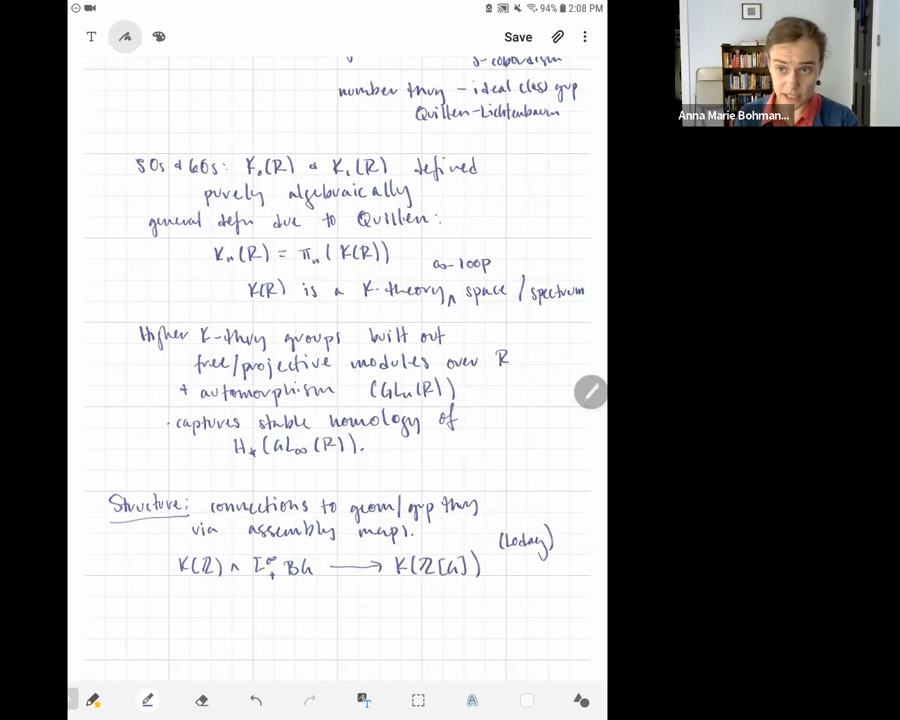 94% 2:08 PM
T Save
s-cobordism
Anna Marie Bohman...
number thry - ideal class grp
Quillen-Lichtenbaum
50s & 60s: K₀(R) & K₁(R) defined
purely algebraically
general defn due to Quillen:
Kₙ(R) = πₙ(K(R))
∞-loop
K(R) is a K-theory ^ space / spectrum
Higher K-thry groups built out
free/projective modules over R
+ automorphism (GLn(R))
· captures stable homology of
H⁎(GL∞(R)).
Structure: connections to geom/grp thry
via assembly maps.
(Loday)
K(ℤ) ∧ Σ^∞_+ BG ⟶ K(ℤ[G])